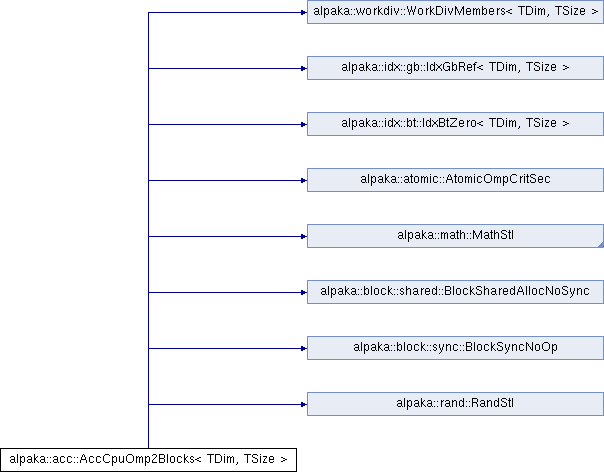 alpaka::workdiv::WorkDivMembers< TDim, TSize >
alpaka::idx::gb::IdxGbRef< TDim, TSize >
alpaka::idx::bt::IdxBtZero< TDim, TSize >
alpaka::atomic::AtomicOmpCritSec
alpaka::math::MathStl
alpaka::block::shared::BlockSharedAllocNoSync
alpaka::block::sync::BlockSyncNoOp
alpaka::rand::RandStl
alpaka::acc::AccCpuOmp2Blocks< TDim, TSize >